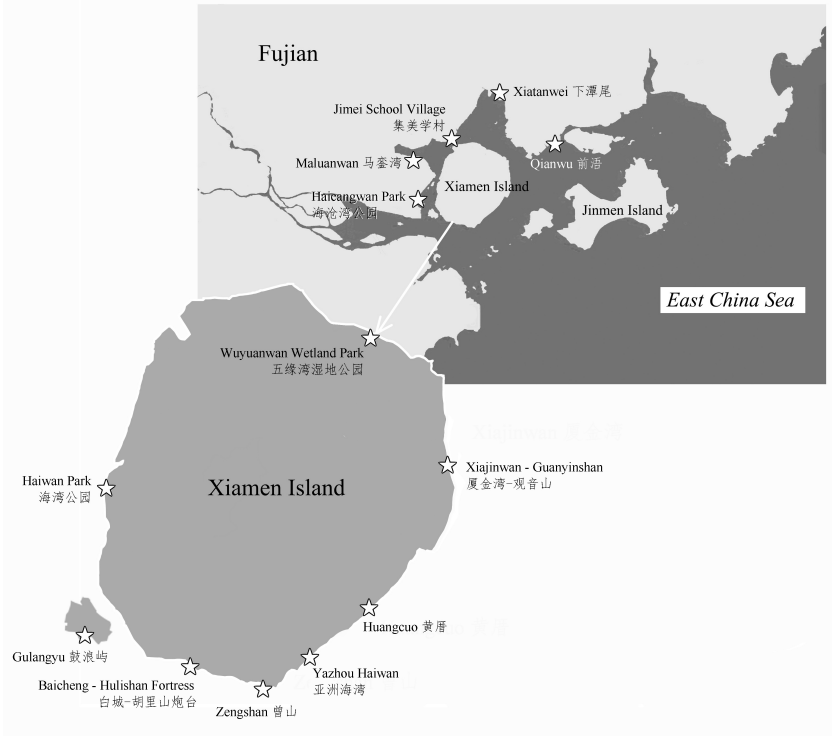 Fujian
Xiatanwei 下潭尾
Jimei School Village
集美学村
Qianwu 前浯
Maluanwan 马銮湾
Xiamen Island
Haicangwan Park
海沧湾公园
Jinmen Island
East China Sea
Wuyuanwan Wetland Park
五缘湾湿地公园
Xiajinwan - Guanyinshan
厦金湾-观音山
Haiwan Park
海湾公园
Xiamen Island
Huangcuo 黄厝
Gulangyu 鼓浪屿
Yazhou Haiwan
亚洲海湾
Baicheng - Hulishan Fortress
白城-胡里山炮台
Zengshan 曾山